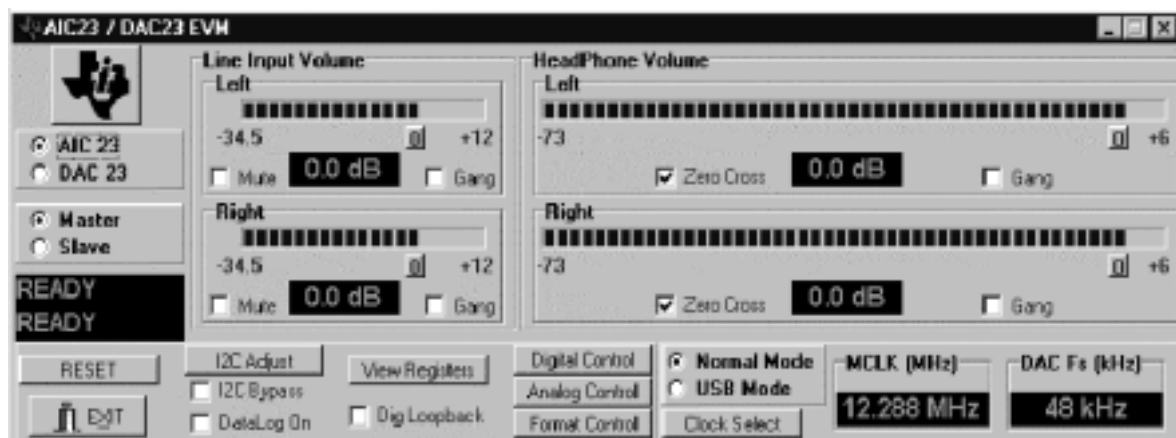 AIC23 / DAC23 EVM
Line Input Volume
Left
-34.5 0 +12
Mute 0.0 dB Gang
Right
-34.5 0 +12
Mute 0.0 dB Gang
HeadPhone Volume
Left
-73 0 +6
Zero Cross 0.0 dB Gang
Right
-73 0 +6
Zero Cross 0.0 dB Gang
AIC 23
DAC 23
Master
Slave
READY
READY
RESET
EXIT
I2C Adjust
I2C Bypass
DataLog On
View Registers
Dig Loopback
Digital Control
Analog Control
Format Control
Normal Mode
USB Mode
Clock Select
MCLK (MHz)
12.288 MHz
DAC Fs (kHz)
48 kHz